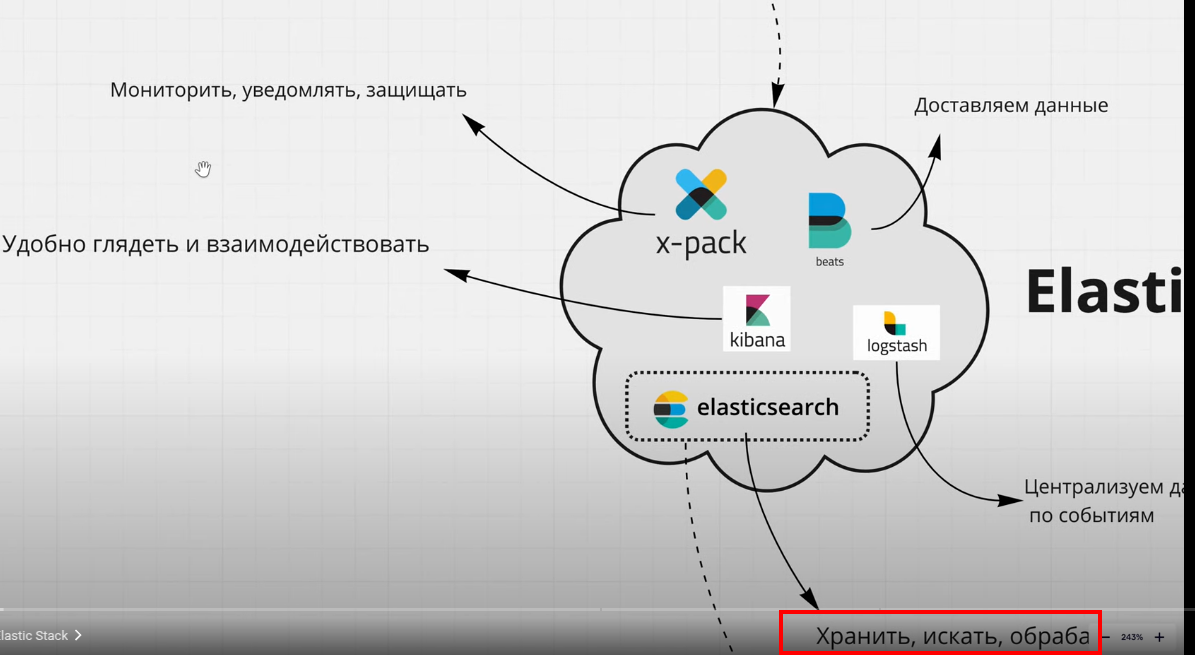 Мониторить, уведомлять, защищать
Доставляем данные
x-pack
beats
Удобно глядеть и взаимодействовать
Elasti
kibana
logstash
elasticsearch
Централизуем да
по событиям
lastic Stack
Хранить, искать, обраба
243%